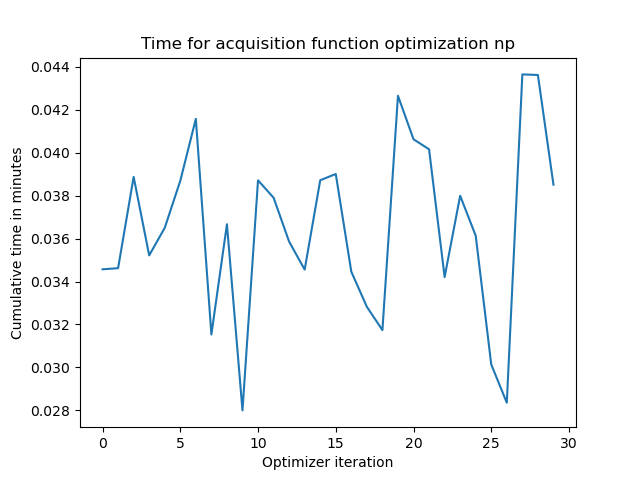 Time for acquisition function optimization np
0.044
0.042
0.040
0.038
0.036
0.034
0.032
0.030
0.028
Cumulative time in minutes
0 5 10 15 20 25 30
Optimizer iteration